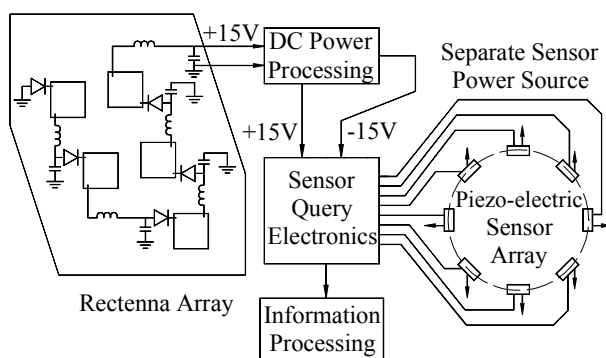 +15V
DC Power
Processing
Separate Sensor
Power Source
+15V
-15V
Sensor
Query
Electronics
Piezo-electric
Sensor
Array
Rectenna Array
Information
Processing